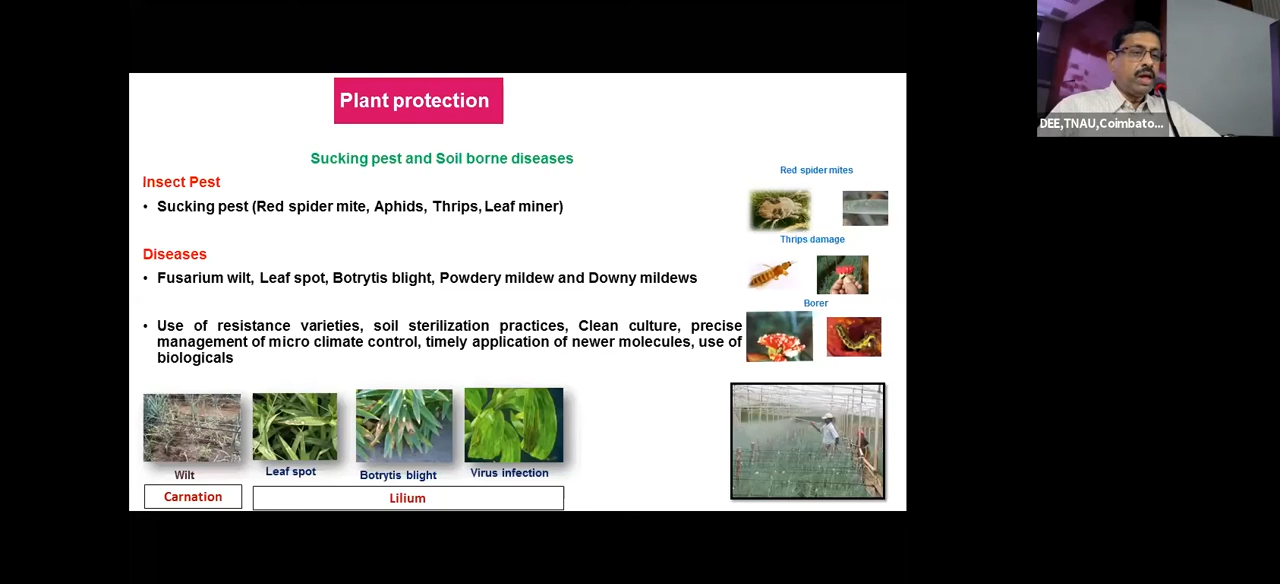 Plant protection
DEE,TNAU,Coimbato...
Sucking pest and Soil borne diseases
Insect Pest
• Sucking pest (Red spider mite, Aphids, Thrips, Leaf miner)
Diseases
• Fusarium wilt, Leaf spot, Botrytis blight, Powdery mildew and Downy mildews
• Use of resistance varieties, soil sterilization practices, Clean culture, precise
management of micro climate control, timely application of newer molecules, use of
biologicals
Red spider mites
Thrips damage
Borer
Wilt
Leaf spot
Botrytis blight
Virus infection
Carnation
Lilium